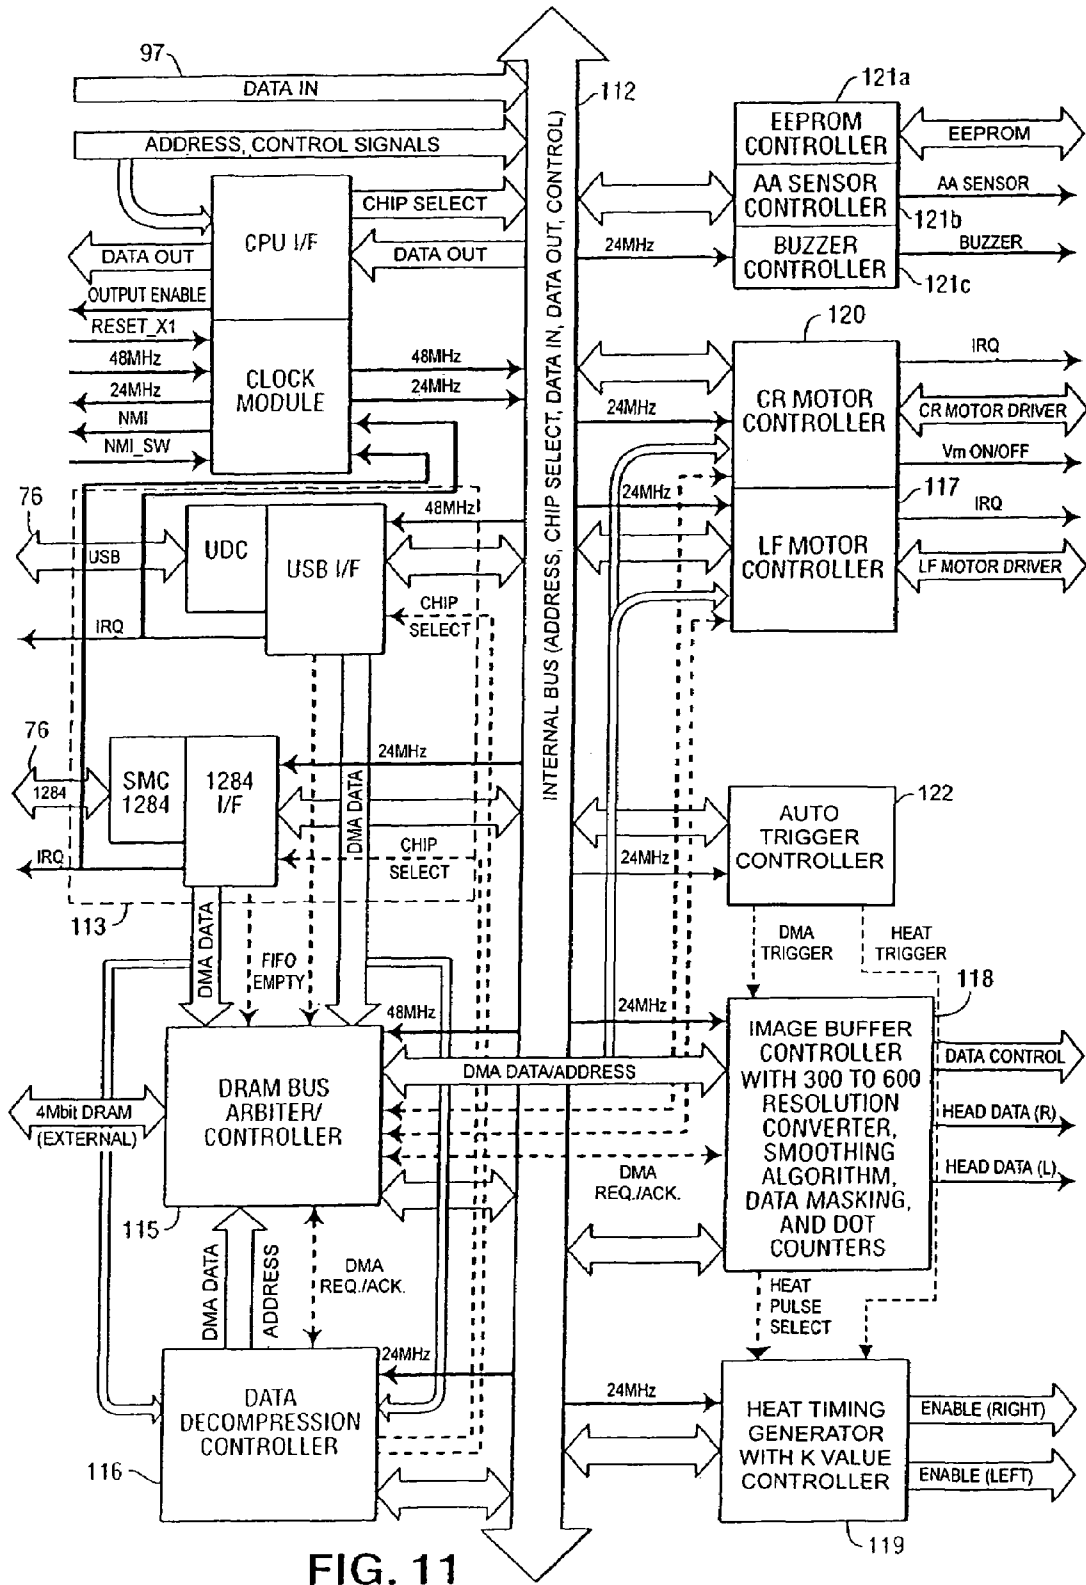 97
DATA IN
112
ADDRESS, CONTROL SIGNALS
CHIP SELECT
CPU I/F
DATA OUT
DATA OUT
OUTPUT ENABLE
RESET_X1
48MHz
24MHz
NMI
NMI_SW
CLOCK
MODULE
48MHz
24MHz
INTERNAL BUS (ADDRESS, CHIP SELECT, DATA IN, DATA OUT, CONTROL)
121a
EEPROM
CONTROLLER
EEPROM
AA SENSOR
CONTROLLER
AA SENSOR
121b
24MHz
BUZZER
CONTROLLER
BUZZER
121c
120
IRQ
CR MOTOR
CONTROLLER
24MHz
CR MOTOR DRIVER
Vm ON/OFF
117
24MHz
IRQ
LF MOTOR
CONTROLLER
LF MOTOR DRIVER
76
USB
UDC
USB I/F
48MHz
CHIP
SELECT
IRQ
76
1284
SMC
1284
1284
I/F
24MHz
DMA DATA
CHIP
SELECT
IRQ
113
DMA DATA
FIFO
EMPTY
122
AUTO
TRIGGER
CONTROLLER
24MHz
DMA
TRIGGER
HEAT
TRIGGER
118
48MHz
24MHz
DRAM BUS
ARBITER/
CONTROLLER
4Mbit DRAM
(EXTERNAL)
115
DMA DATA/ADDRESS
IMAGE BUFFER
CONTROLLER
WITH 300 TO 600
RESOLUTION
CONVERTER,
SMOOTHING
ALGORITHM,
DATA MASKING,
AND DOT
COUNTERS
DATA CONTROL
HEAD DATA (R)
HEAD DATA (L)
DMA
REQ./ACK.
DMA DATA
ADDRESS
DMA
REQ./ACK.
HEAT
PULSE
SELECT
24MHz
DATA
DECOMPRESSION
CONTROLLER
116
24MHz
HEAT TIMING
GENERATOR
WITH K VALUE
CONTROLLER
ENABLE (RIGHT)
ENABLE (LEFT)
119
FIG. 11